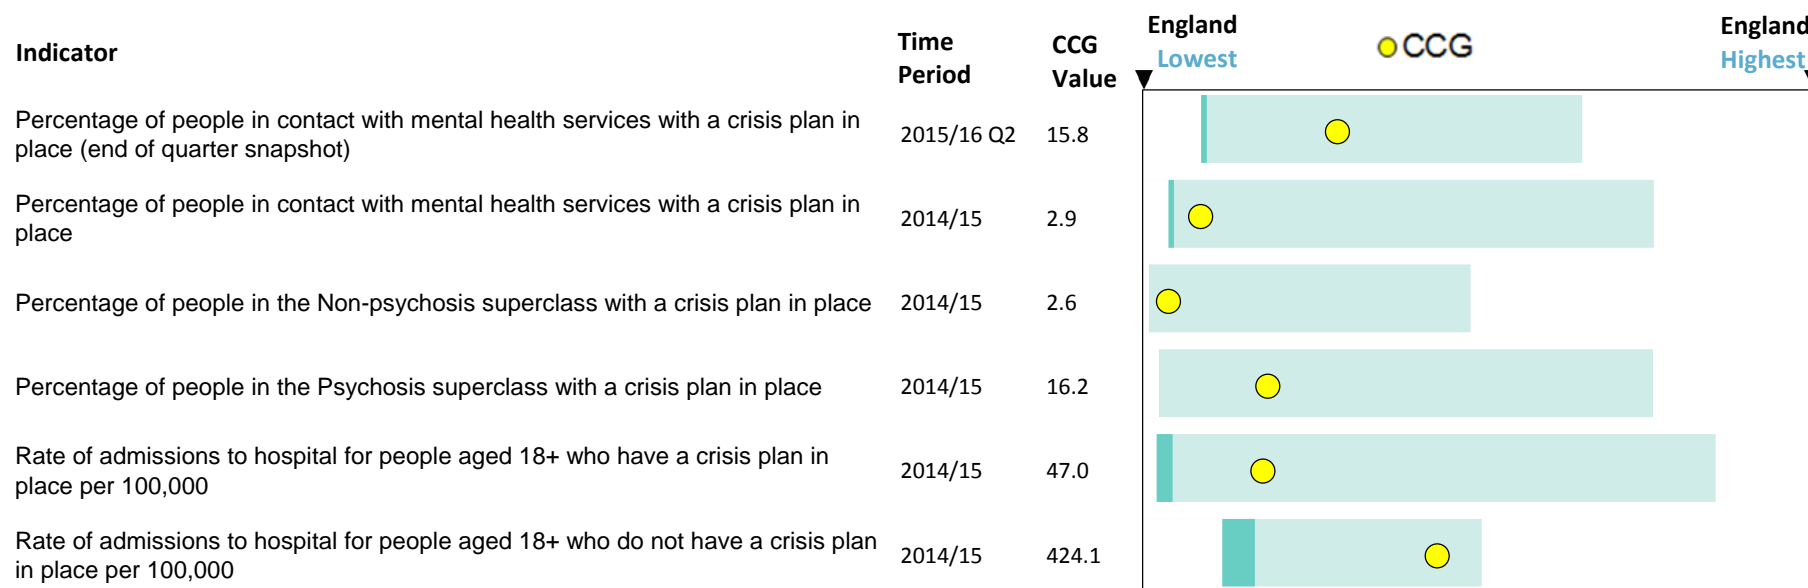 Indicator
Time Period
CCG Value
England Lowest
CCG
England Highest
Percentage of people in contact with mental health services with a crisis plan in
place (end of quarter snapshot)
2015/16 Q2
15.8
Percentage of people in contact with mental health services with a crisis plan in
place
2014/15
2.9
Percentage of people in the Non-psychosis superclass with a crisis plan in place
2014/15
2.6
Percentage of people in the Psychosis superclass with a crisis plan in place
2014/15
16.2
Rate of admissions to hospital for people aged 18+ who have a crisis plan in
place per 100,000
2014/15
47.0
Rate of admissions to hospital for people aged 18+ who do not have a crisis plan
in place per 100,000
2014/15
424.1